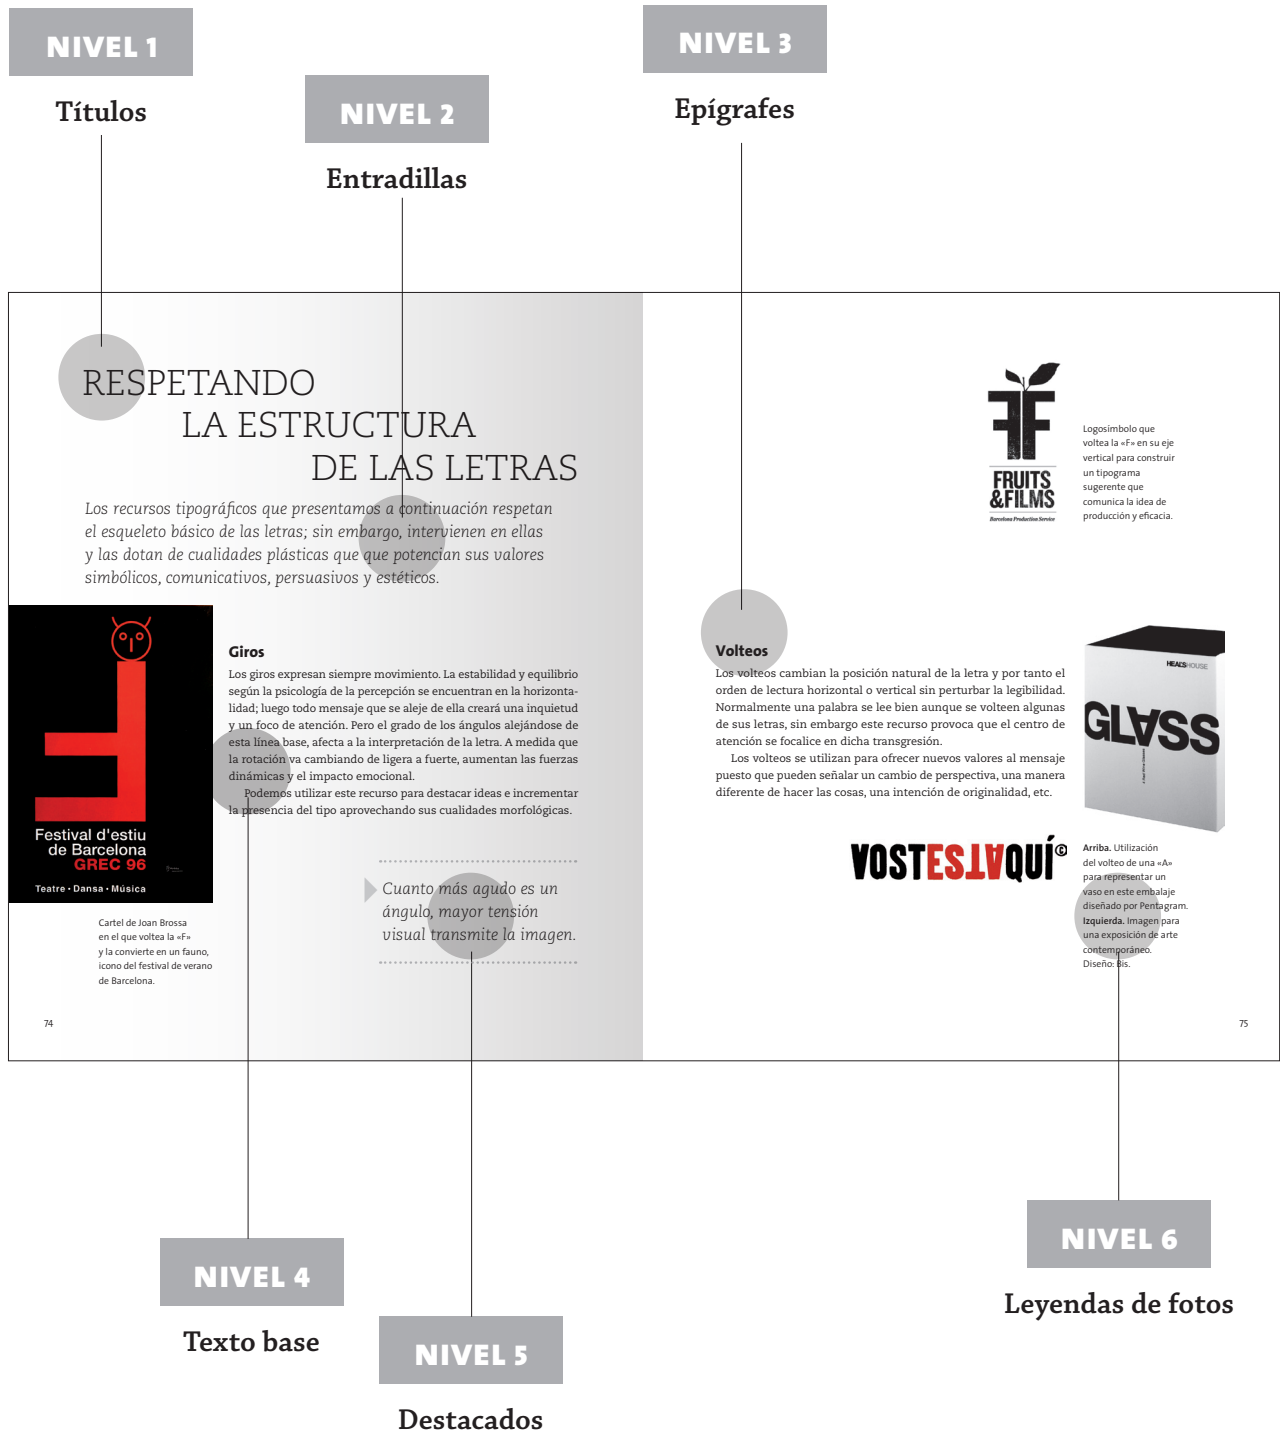 NIVEL 1
Títulos
NIVEL 2
Entradillas
NIVEL 3
Epígrafes
RESPETANDO
LA ESTRUCTURA
DE LAS LETRAS
Los recursos tipográficos que presentamos a continuación respetan
el esqueleto básico de las letras; sin embargo, intervienen en ellas
y las dotan de cualidades plásticas que que potencian sus valores
simbólicos, comunicativos, persuasivos y estéticos.
Festival d'estiu
de Barcelona
GREC 96
Teatre • Dansa • Música
Cartel de Joan Brossa
en el que voltea la «F»
y la convierte en un fauno,
icono del festival de verano
de Barcelona.
Giros
Los giros expresan siempre movimiento. La estabilidad y equilibrio
según la psicología de la percepción se encuentran en la horizonta-
lidad; luego todo mensaje que se aleje de ella creará una inquietud
y un foco de atención. Pero el grado de los ángulos alejándose de
esta línea base, afecta a la interpretación de la letra. A medida que
la rotación va cambiando de ligera a fuerte, aumentan las fuerzas
dinámicas y el impacto emocional.
Podemos utilizar este recurso para destacar ideas e incrementar
la presencia del tipo aprovechando sus cualidades morfológicas.
Cuanto más agudo es un
ángulo, mayor tensión
visual transmite la imagen.
74
FF
FRUITS
&FILMS
Barcelona Production Service
Logosímbolo que
voltea la «F» en su eje
vertical para construir
un tipograma
sugerente que
comunica la idea de
producción y eficacia.
Volteos
Los volteos cambian la posición natural de la letra y por tanto el
orden de lectura horizontal o vertical sin perturbar la legibilidad.
Normalmente una palabra se lee bien aunque se volteen algunas
de sus letras, sin embargo este recurso provoca que el centro de
atención se focalice en dicha transgresión.
Los volteos se utilizan para ofrecer nuevos valores al mensaje
puesto que pueden señalar un cambio de perspectiva, una manera
diferente de hacer las cosas, una intención de originalidad, etc.
HEAL'S HOUSE
GLASS
VOSTESTAQUÍ©
Arriba. Utilización
del volteo de una «A»
para representar un
vaso en este embalaje
diseñado por Pentagram.
Izquierda. Imagen para
una exposición de arte
contemporáneo.
Diseño: Bis.
75
NIVEL 4
Texto base
NIVEL 5
Destacados
NIVEL 6
Leyendas de fotos